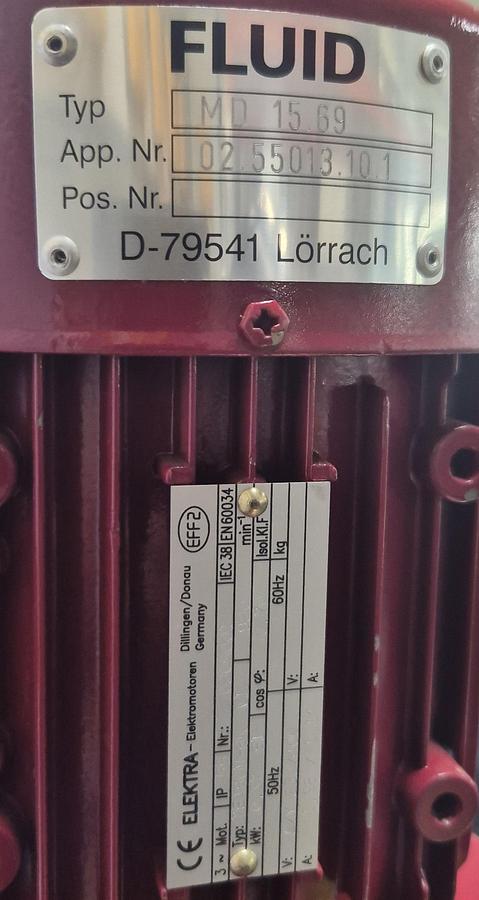 FLUID
Typ MD 15.69
App. Nr. 02.55013.10.1
Pos. Nr.
D-79541 Lörrach
CE ELEKTRA – Elektromotoren Dillingen/Donau Germany EFF2
3 ~ Mot. IP Nr.: IEC 38 EN 60034
Typ: min-1
kW: cos φ: Isol.Kl.F
50Hz 60Hz kg
V: V:
A: A: